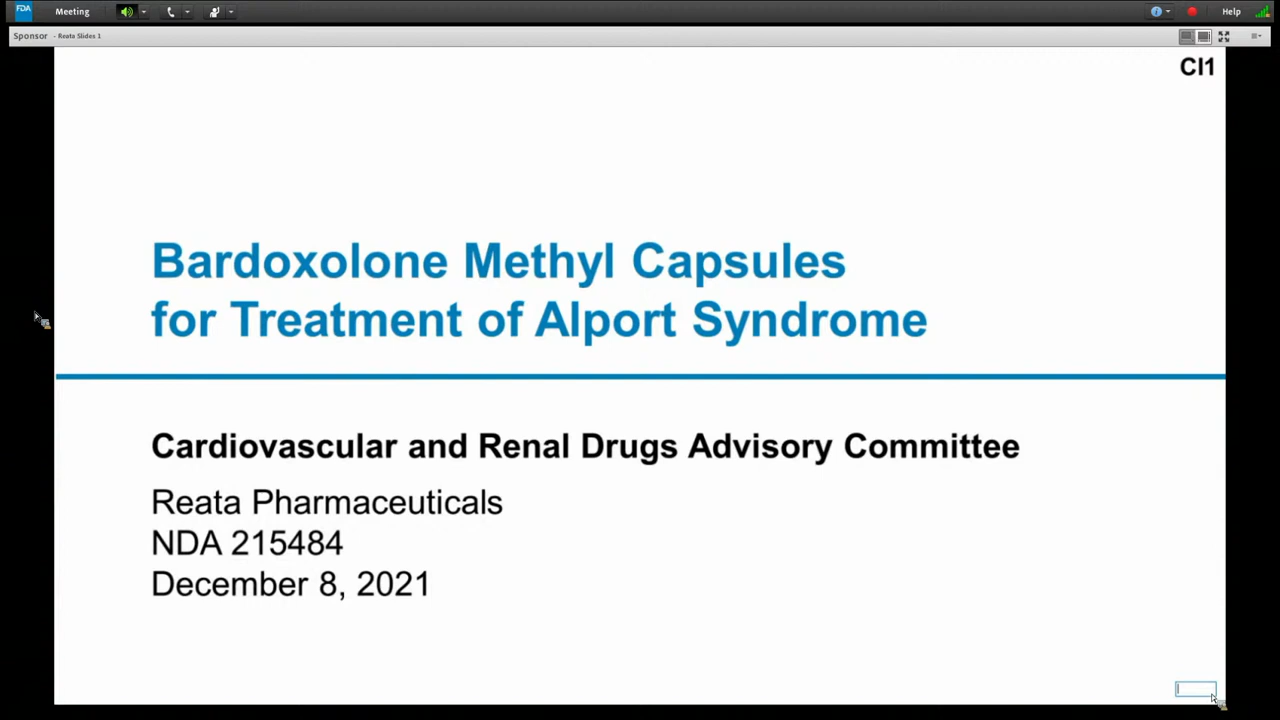 FDA Meeting Help
Sponsor - Reata Slides 1
CI1
Bardoxolone Methyl Capsules
for Treatment of Alport Syndrome
Cardiovascular and Renal Drugs Advisory Committee
Reata Pharmaceuticals
NDA 215484
December 8, 2021